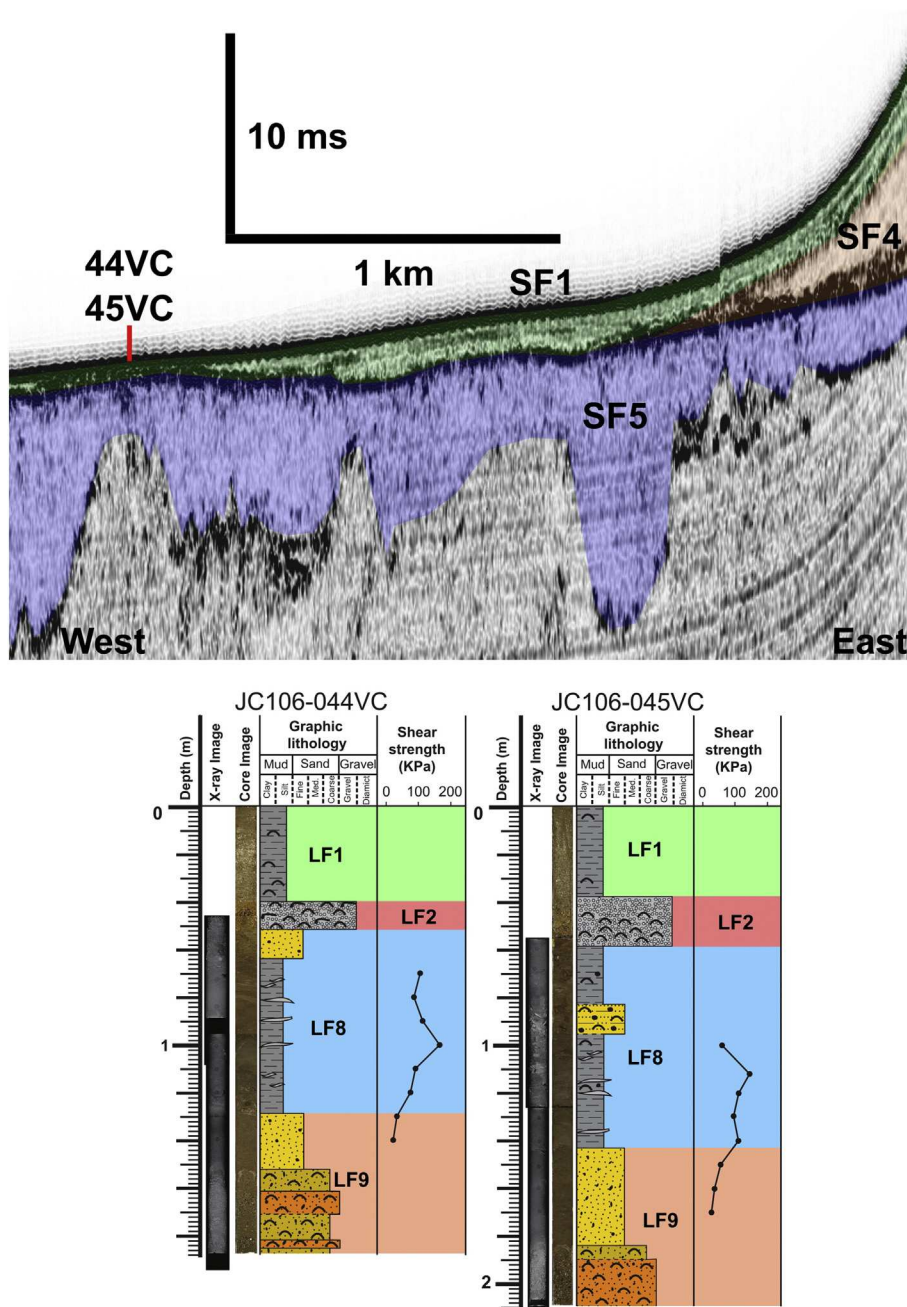 10 ms
1 km
44VC
45VC
SF1
SF4
SF5
West
East
JC106-044VC
Depth (m)
X-ray Image
Core Image
Graphic
lithology
Mud
Sand
Gravel
Clay
Silt
Fine
Med.
Coarse
Gravel
Diamict
Shear
strength
(KPa)
0 100 200
0
1
LF1
LF2
LF8
LF9
JC106-045VC
Depth (m)
X-ray Image
Core Image
Graphic
lithology
Mud
Sand
Gravel
Clay
Silt
Fine
Med.
Coarse
Gravel
Diamict
Shear
strength
(KPa)
0 100 200
0
1
2
LF1
LF2
LF8
LF9